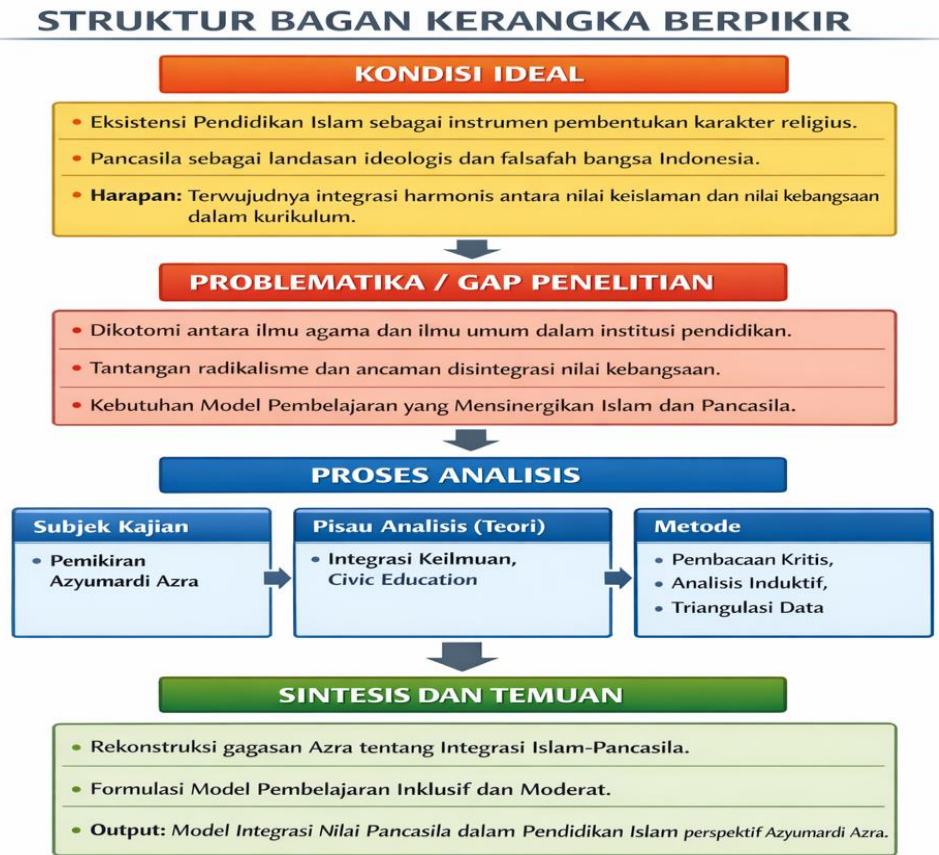 STRUKTUR BAGAN KERANGKA BERPIKIR
KONDISI IDEAL
• Eksistensi Pendidikan Islam sebagai instrumen pembentukan karakter religius.
• Pancasila sebagai landasan ideologis dan falsafah bangsa Indonesia.
• Harapan: Terwujudnya integrasi harmonis antara nilai keislaman dan nilai kebangsaan
dalam kurikulum.
PROBLEMATIKA / GAP PENELITIAN
• Dikotomi antara ilmu agama dan ilmu umum dalam institusi pendidikan.
• Tantangan radikalisme dan ancaman disintegrasi nilai kebangsaan.
• Kebutuhan Model Pembelajaran yang Mensinergikan Islam dan Pancasila.
PROSES ANALISIS
Subjek Kajian
• Pemikiran
Azyumardi Azra
Pisau Analisis (Teori)
• Integrasi Keilmuan,
Civic Education
Metode
• Pembacaan Kritis,
• Analisis Induktif,
• Triangulasi Data
SINTESIS DAN TEMUAN
• Rekonstruksi gagasan Azra tentang Integrasi Islam-Pancasila.
• Formulasi Model Pembelajaran Inklusif dan Moderat.
• Output: Model Integrasi Nilai Pancasila dalam Pendidikan Islam perspektif Azyumardi Azra.